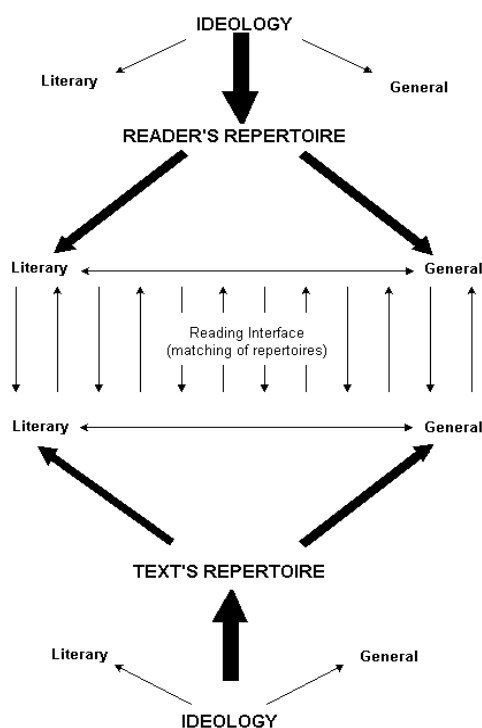 IDEOLOGY
Literary
General
READER'S REPERTOIRE
Literary
General
Reading Interface
(matching of repertoires)
Literary
General
TEXT'S REPERTOIRE
Literary
General
IDEOLOGY